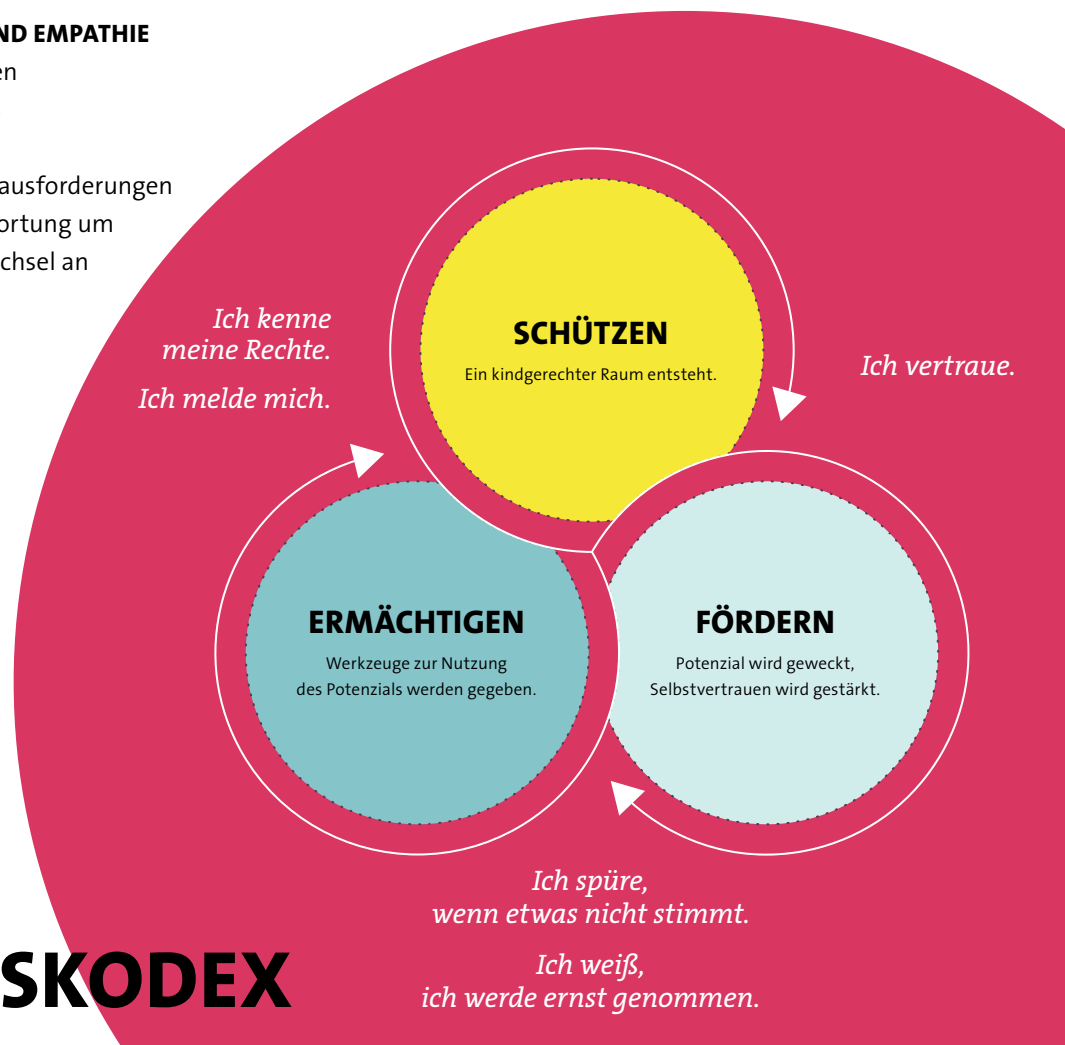 ND EMPATHIE
en
ausforderungen
ortung um
chsel an
Ich kenne
meine Rechte.
Ich melde mich.
SCHÜTZEN
Ein kindgerechter Raum entsteht.
Ich vertraue.
ERMÄCHTIGEN
Werkzeuge zur Nutzung
des Potenzials werden gegeben.
FÖRDERN
Potenzial wird geweckt,
Selbstvertrauen wird gestärkt.
Ich spüre,
wenn etwas nicht stimmt.
Ich weiß,
ich werde ernst genommen.
SKODEX